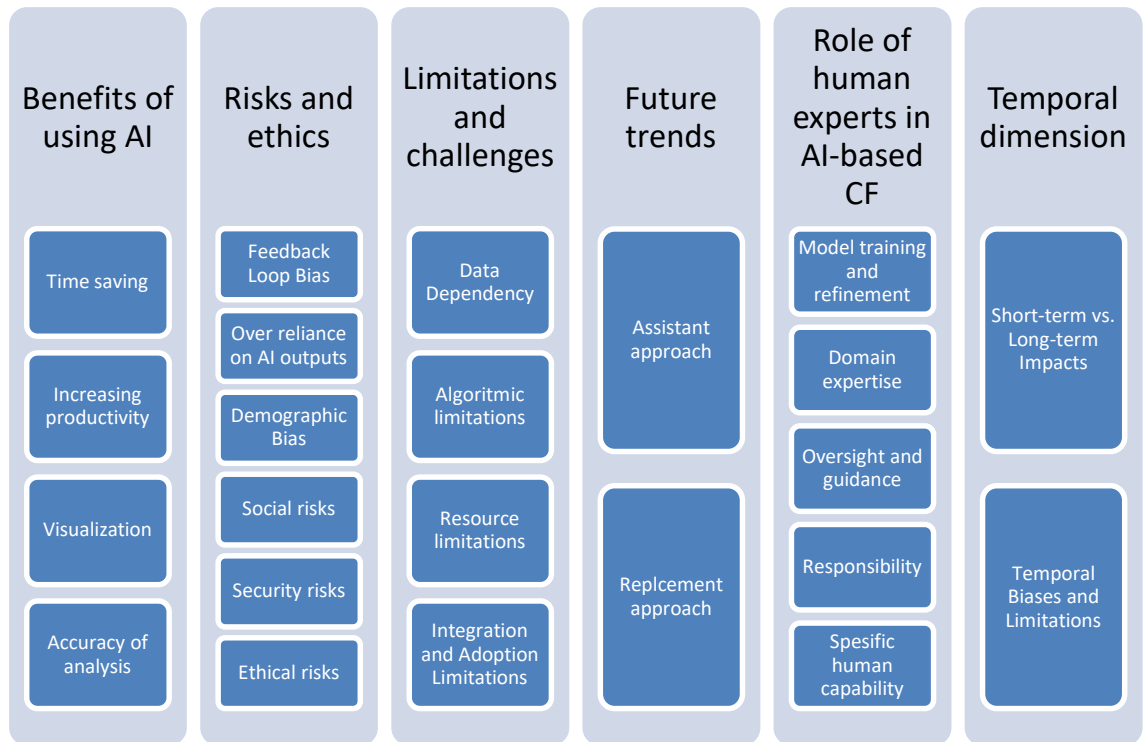 Benefits of
using AI
Time saving
Increasing
productivity
Visualization
Accuracy of
analysis
Risks and
ethics
Feedback
Loop Bias
Over reliance
on AI outputs
Demographic
Bias
Social risks
Security risks
Ethical risks
Limitations
and
challenges
Data
Dependency
Algoritmic
limitations
Resource
limitations
Integration
and Adoption
Limitations
Future
trends
Assistant
approach
Replcement
approach
Role of
human
experts in
AI-based
CF
Model training
and
refinement
Domain
expertise
Oversight and
guidance
Responsibility
Spesific
human
capability
Temporal
dimension
Short-term vs.
Long-term
Impacts
Temporal
Biases and
Limitations